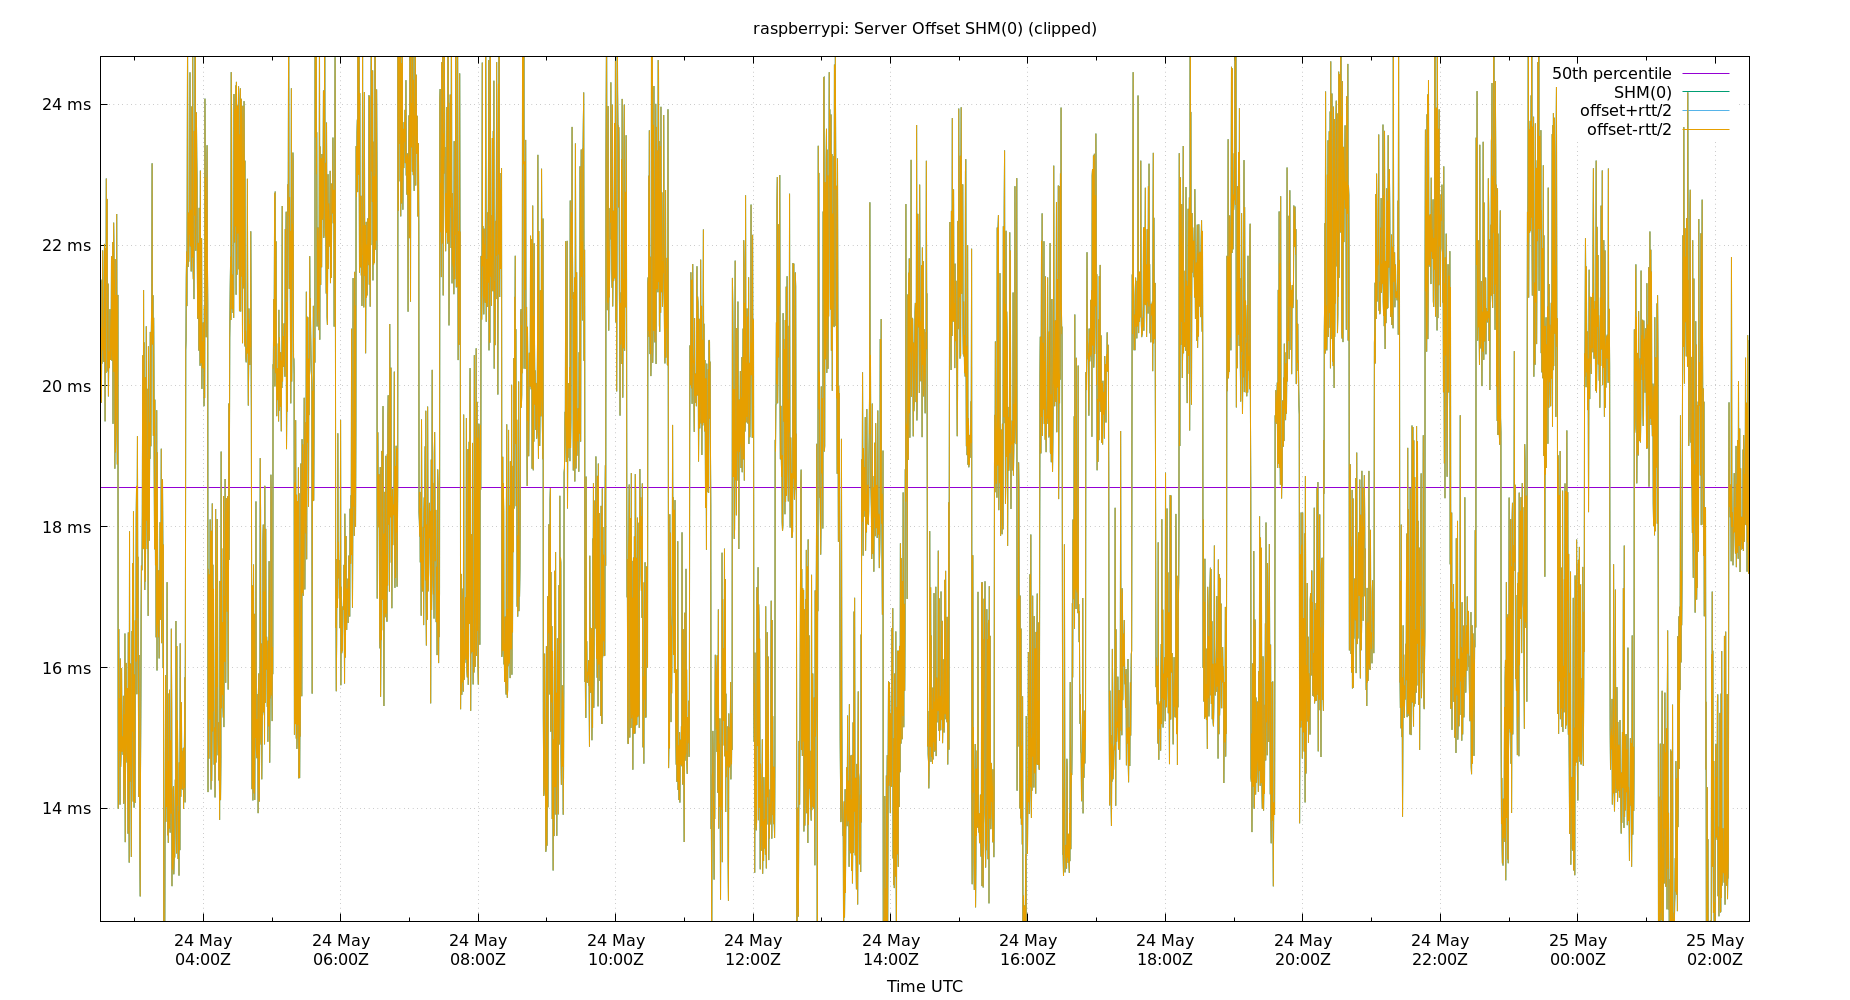 raspberrypi: Server Offset SHM(0) (clipped)
50th percentile
SHM(0)
offset+rtt/2
offset-rtt/2
24 ms
22 ms
20 ms
18 ms
16 ms
14 ms
24 May 24 May 24 May 24 May 24 May 24 May 24 May 24 May 24 May 24 May 25 May 25 May
04:00Z 06:00Z 08:00Z 10:00Z 12:00Z 14:00Z 16:00Z 18:00Z 20:00Z 22:00Z 00:00Z 02:00Z
Time UTC